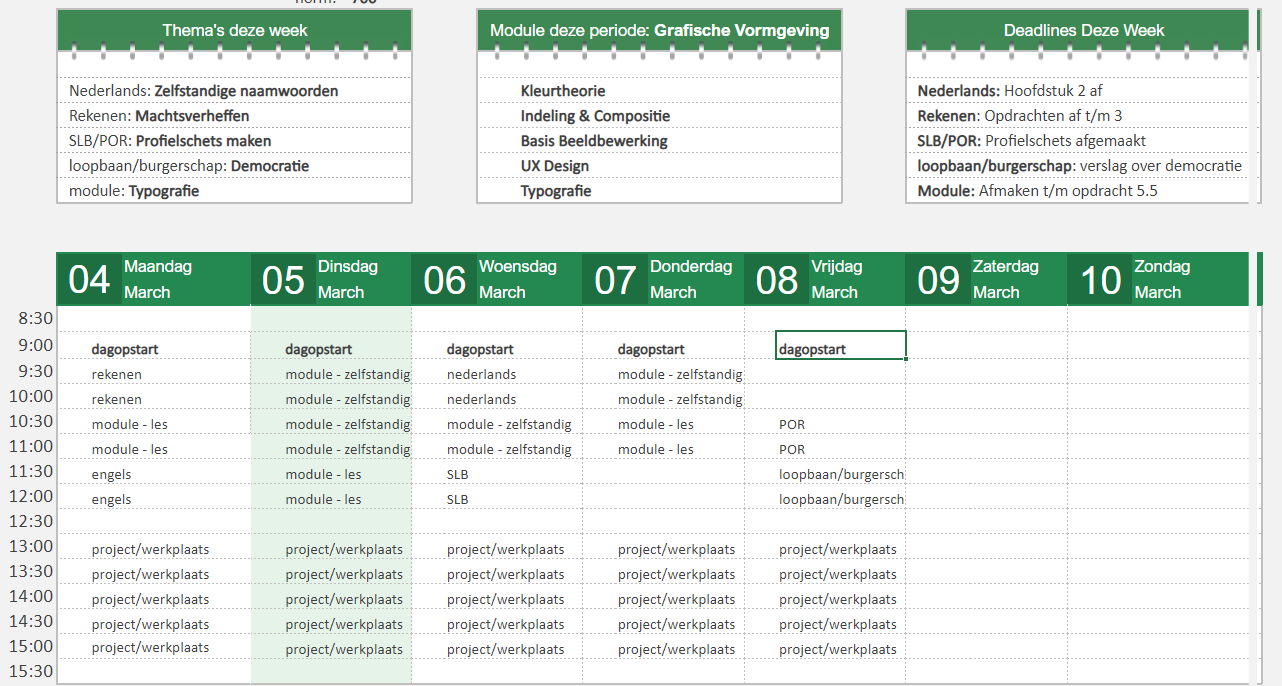 norm: 700
Thema's deze week
Nederlands: Zelfstandige naamwoorden
Rekenen: Machtsverheffen
SLB/POR: Profielschets maken
loopbaan/burgerschap: Democratie
module: Typografie
Module deze periode: Grafische Vormgeving
Kleurtheorie
Indeling & Compositie
Basis Beeldbewerking
UX Design
Typografie
Deadlines Deze Week
Nederlands: Hoofdstuk 2 af
Rekenen: Opdrachten af t/m 3
SLB/POR: Profielschets afgemaakt
loopbaan/burgerschap: verslag over democratie
Module: Afmaken t/m opdracht 5.5
04 Maandag March 05 Dinsdag March 06 Woensdag March 07 Donderdag March 08 Vrijdag March 09 Zaterdag March 10 Zondag March
8:30
9:00 dagopstart dagopstart dagopstart dagopstart dagopstart
9:30 rekenen module - zelfstandig nederlands module - zelfstandig
10:00 rekenen module - zelfstandig nederlands module - zelfstandig
10:30 module - les module - zelfstandig module - zelfstandig module - les POR
11:00 module - les module - zelfstandig module - zelfstandig module - les POR
11:30 engels module - les SLB loopbaan/burgersch
12:00 engels module - les SLB loopbaan/burgersch
12:30
13:00 project/werkplaats project/werkplaats project/werkplaats project/werkplaats project/werkplaats
13:30 project/werkplaats project/werkplaats project/werkplaats project/werkplaats project/werkplaats
14:00 project/werkplaats project/werkplaats project/werkplaats project/werkplaats project/werkplaats
14:30 project/werkplaats project/werkplaats project/werkplaats project/werkplaats project/werkplaats
15:00 project/werkplaats project/werkplaats project/werkplaats project/werkplaats project/werkplaats
15:30